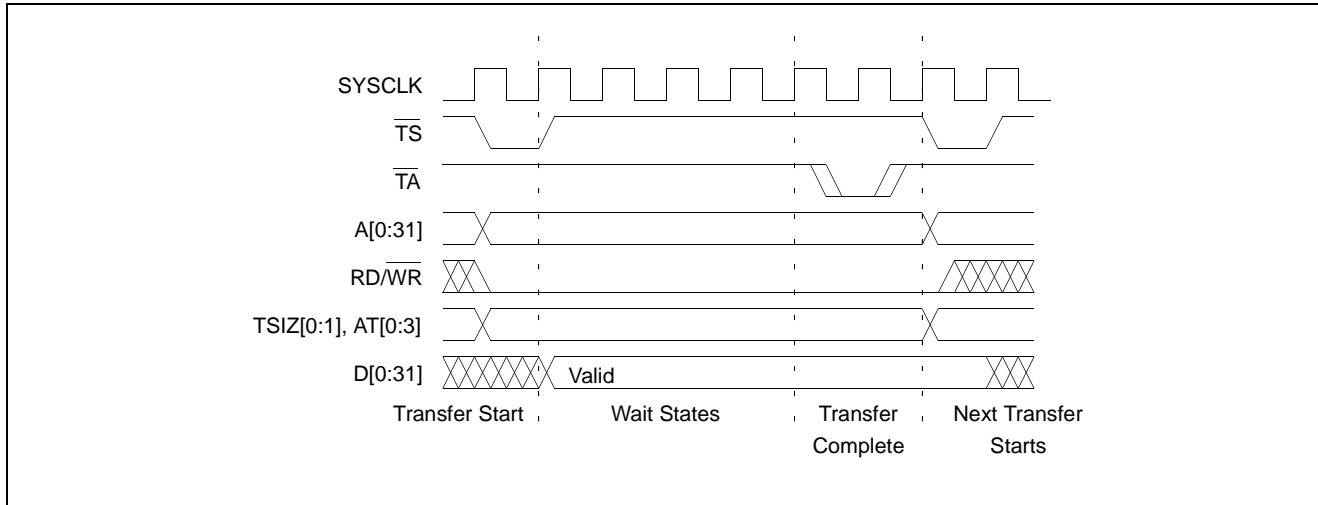 SYSCLK
TS
TA
A[0:31]
RD/WR
TSIZ[0:1], AT[0:3]
D[0:31]
Valid
Transfer Start
Wait States
Transfer
Complete
Next Transfer
Starts